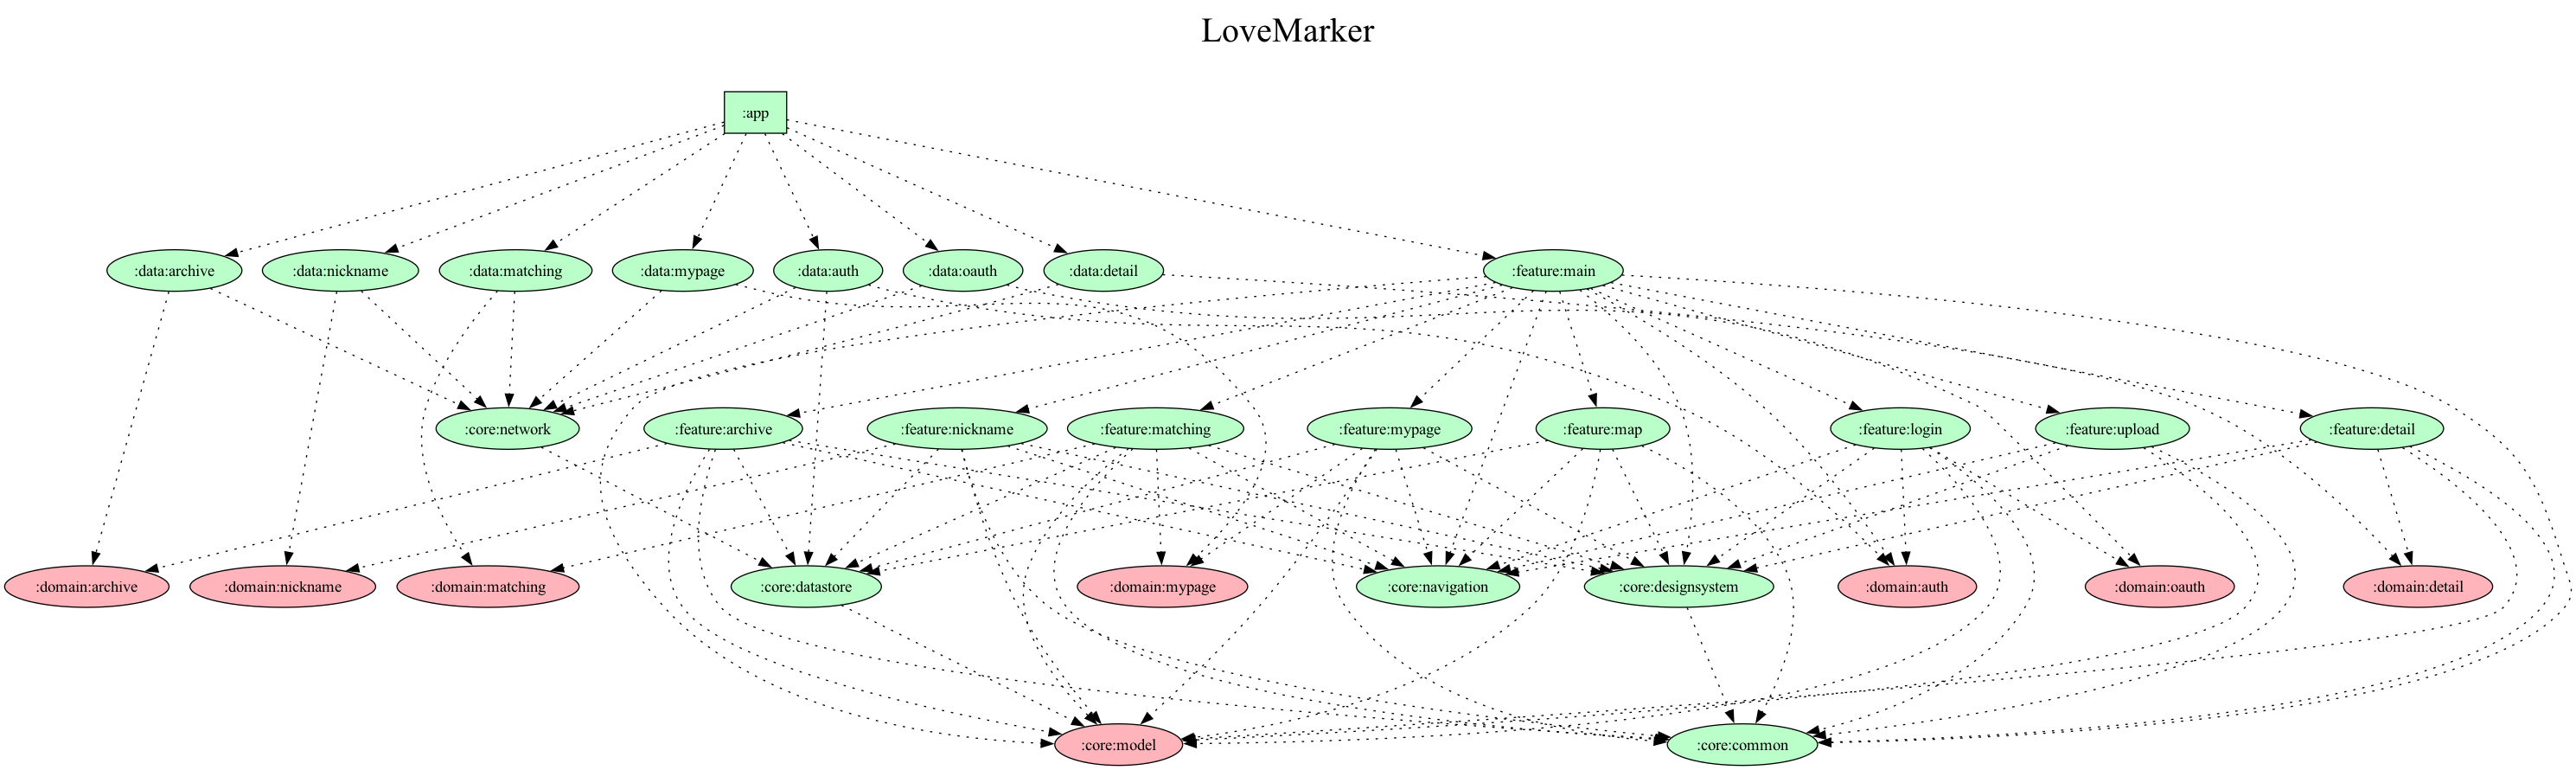 LoveMarker
:app
:data:archive
:data:nickname
:data:matching
:data:mypage
:data:auth
:data:oauth
:data:detail
:feature:main
:core:network
:feature:archive
:feature:nickname
:feature:matching
:feature:mypage
:feature:map
:feature:login
:feature:upload
:feature:detail
:domain:archive
:domain:nickname
:domain:matching
:core:datastore
:domain:mypage
:core:navigation
:core:designsystem
:domain:auth
:domain:oauth
:domain:detail
:core:model
:core:common